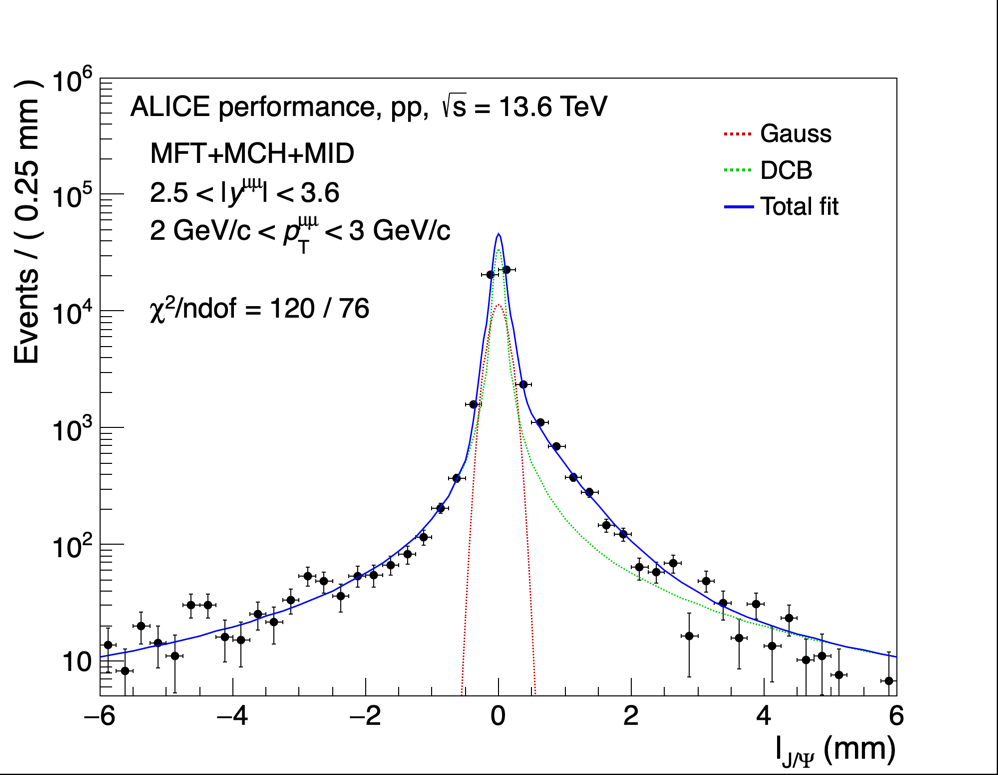 ALICE performance, pp, √s = 13.6 TeV
MFT+MCH+MID
2.5 < |y^μμ| < 3.6
2 GeV/c < p_T^μμ < 3 GeV/c
χ²/ndof = 120 / 76
Gauss
DCB
Total fit
Events / ( 0.25 mm )
10⁶
10⁵
10⁴
10³
10²
10
−6 −4 −2 0 2 4 6
l_J/Ψ (mm)